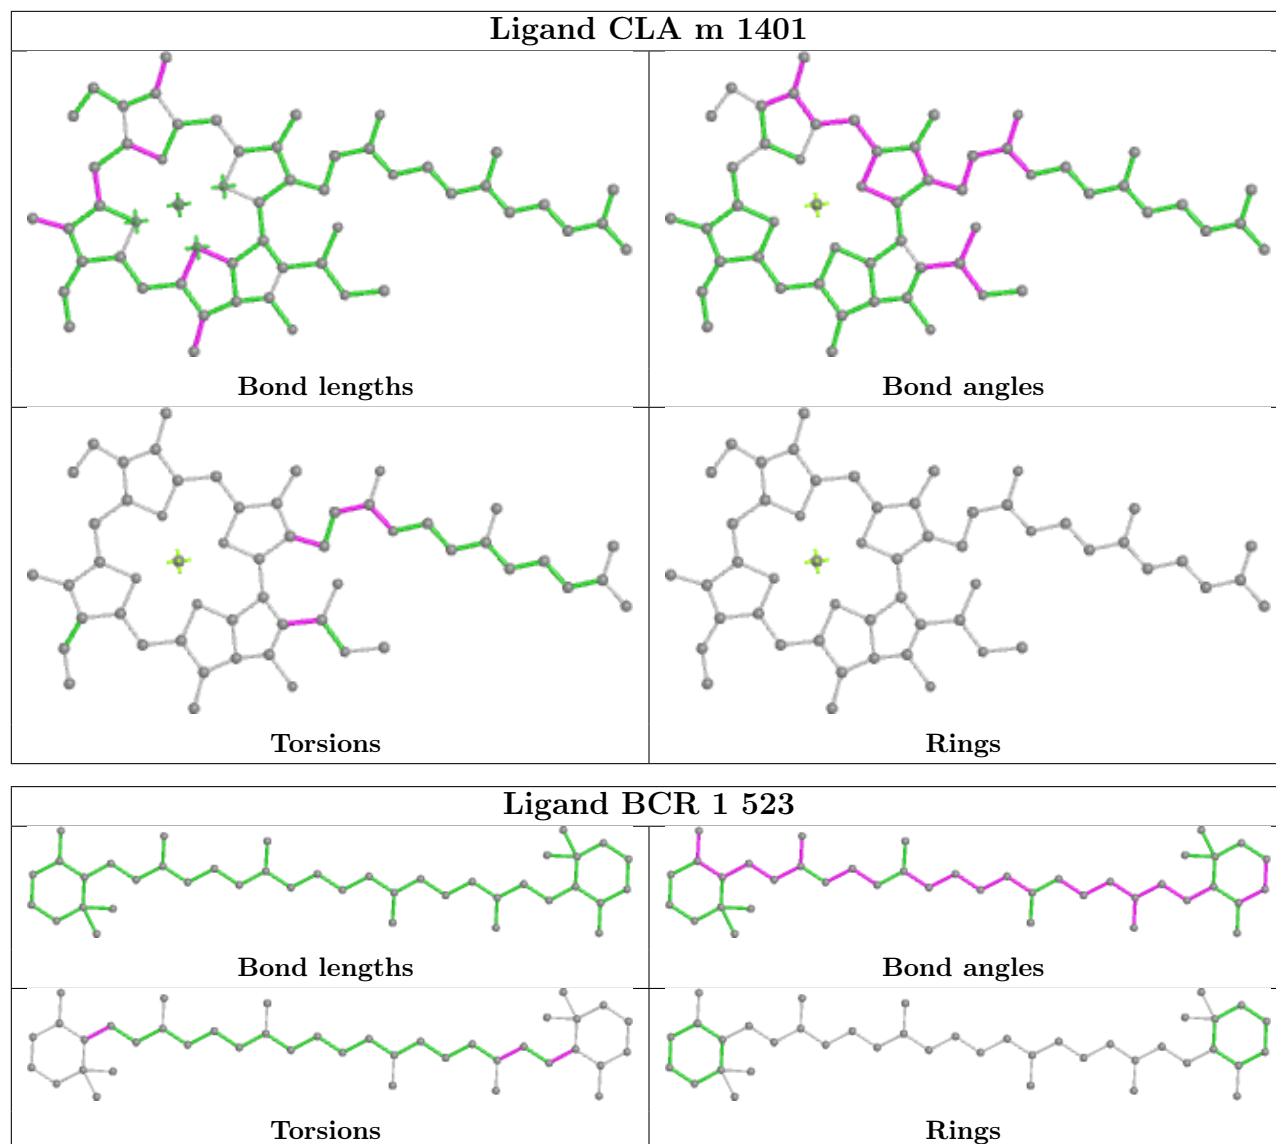 Ligand CLA m 1401
Bond lengths
Bond angles
Torsions
Rings
Ligand BCR 1 523
Bond lengths
Bond angles
Torsions
Rings